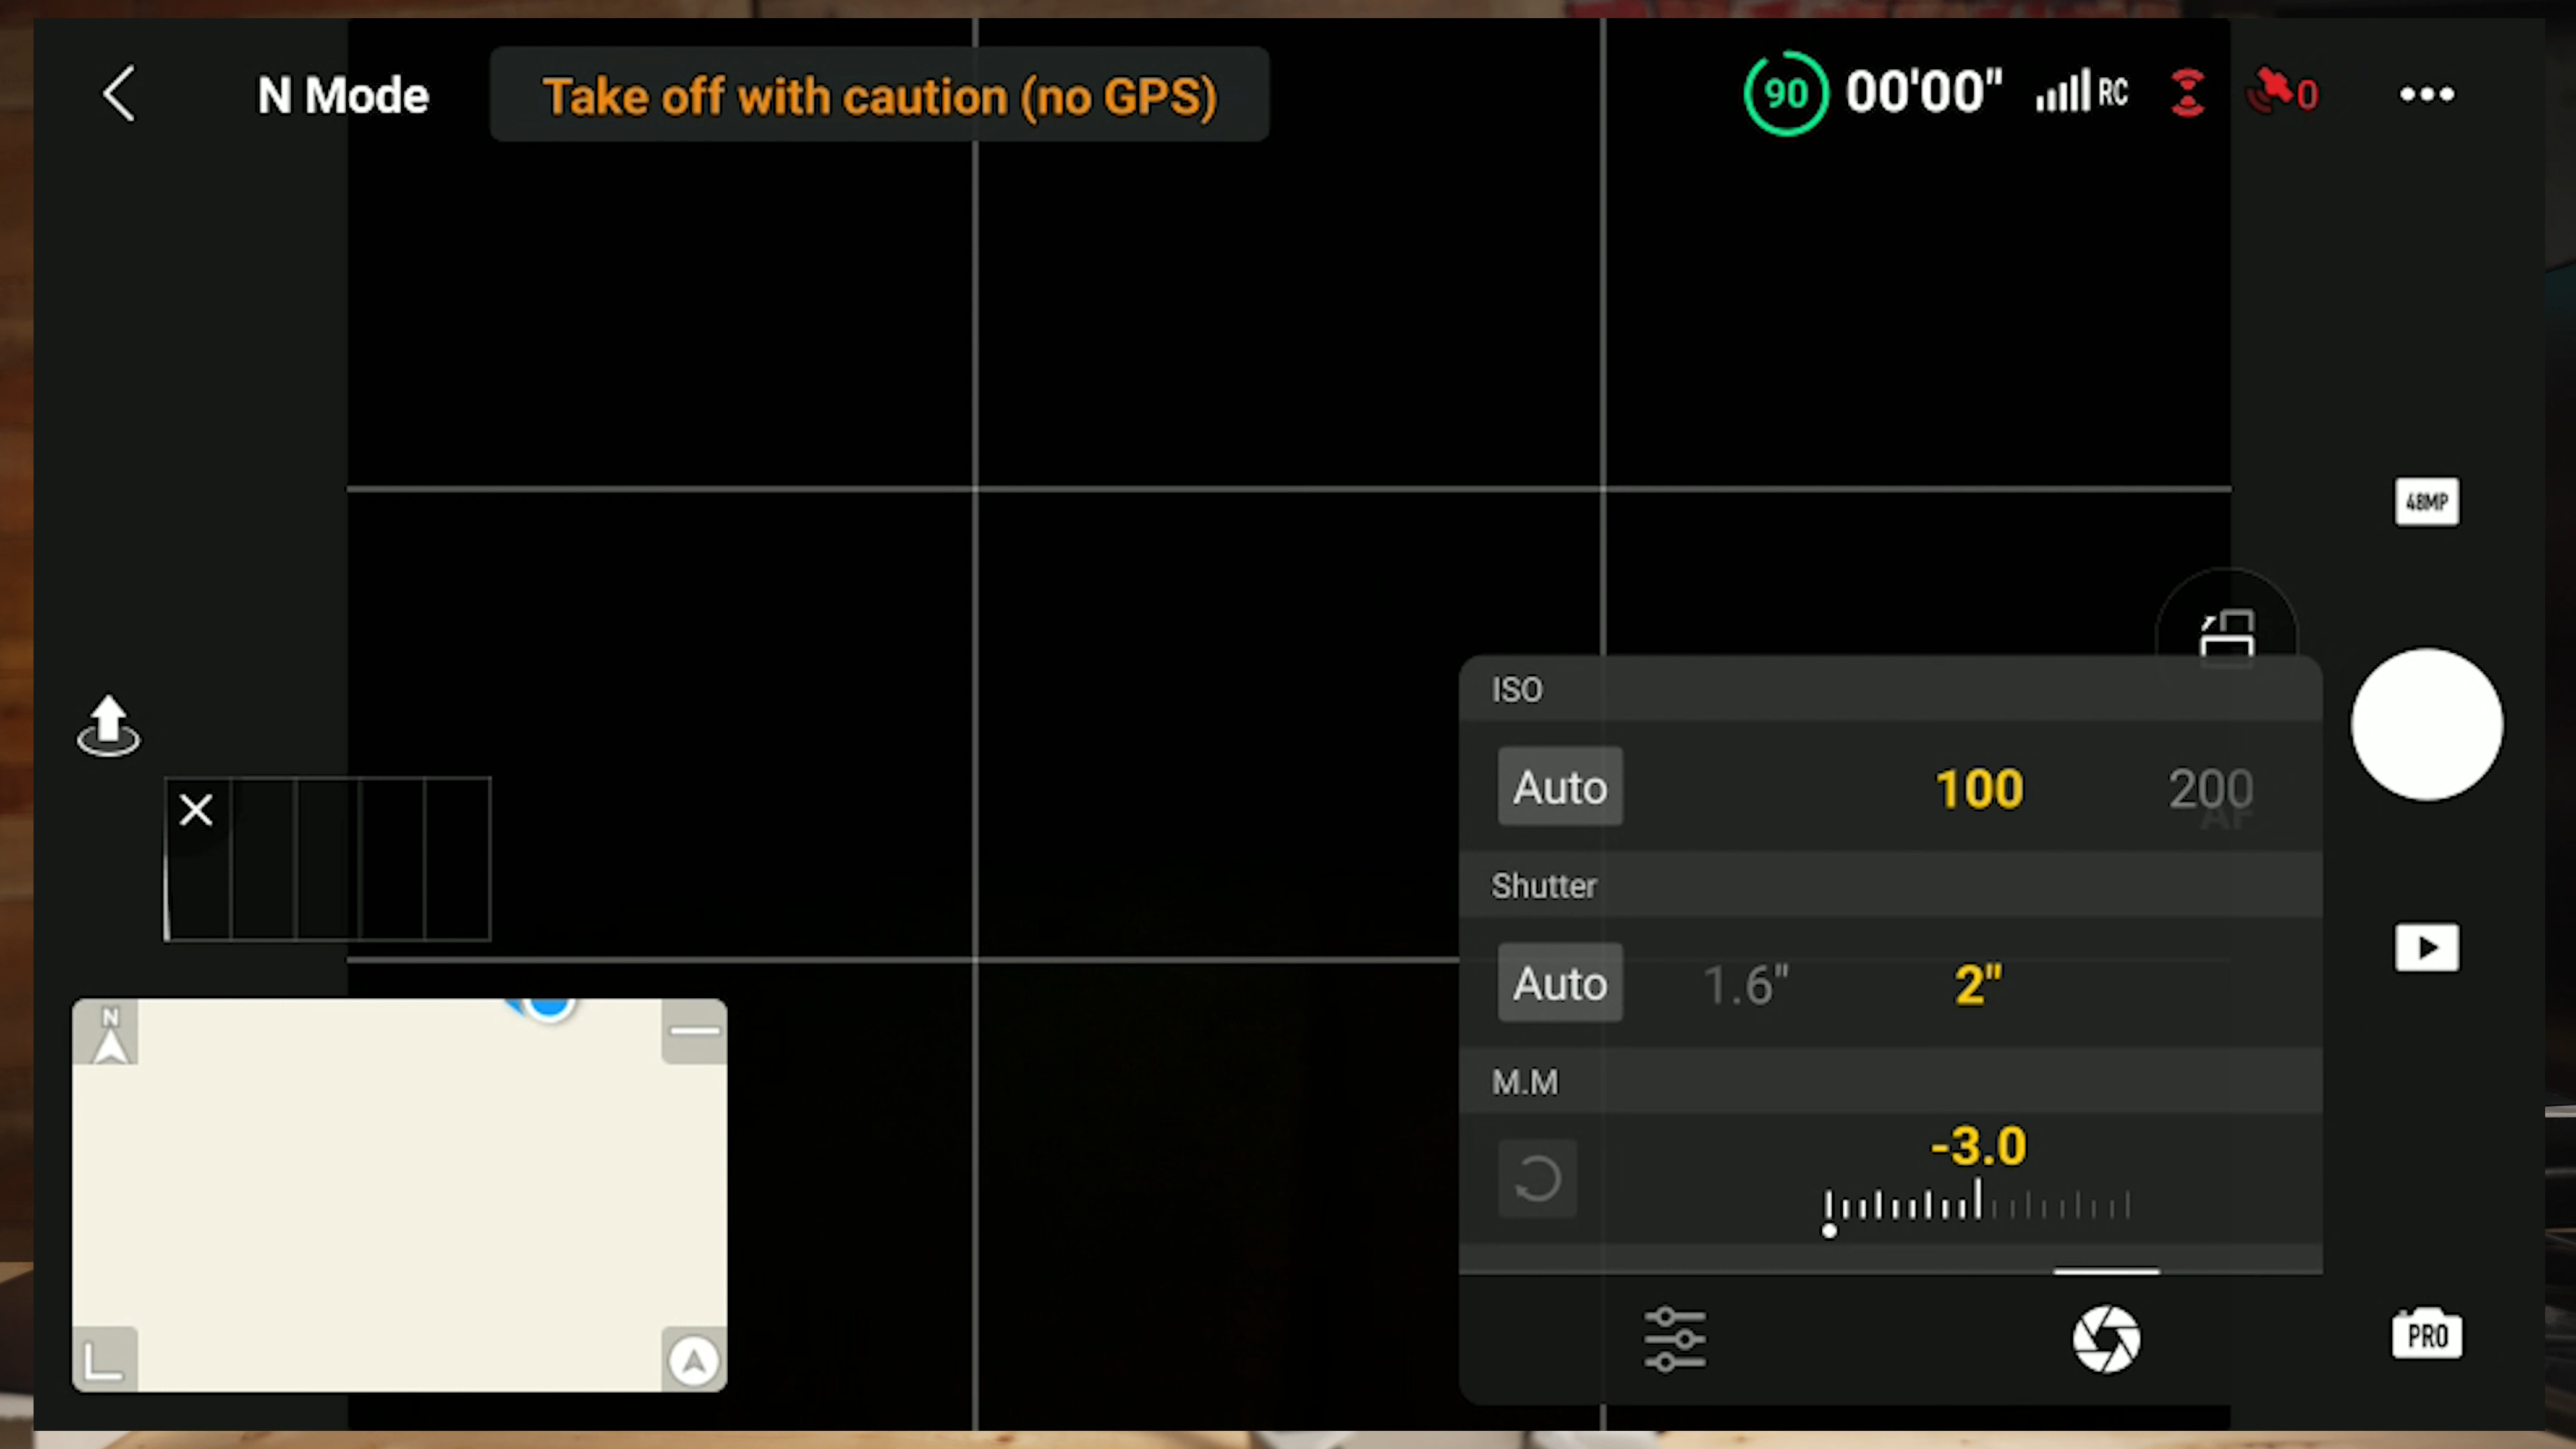 N Mode
Take off with caution (no GPS)
90
00'00"
RC
0
48MP
ISO
Auto
100
200
AF
Shutter
Auto
1.6"
2"
M.M
-3.0
N
PRO